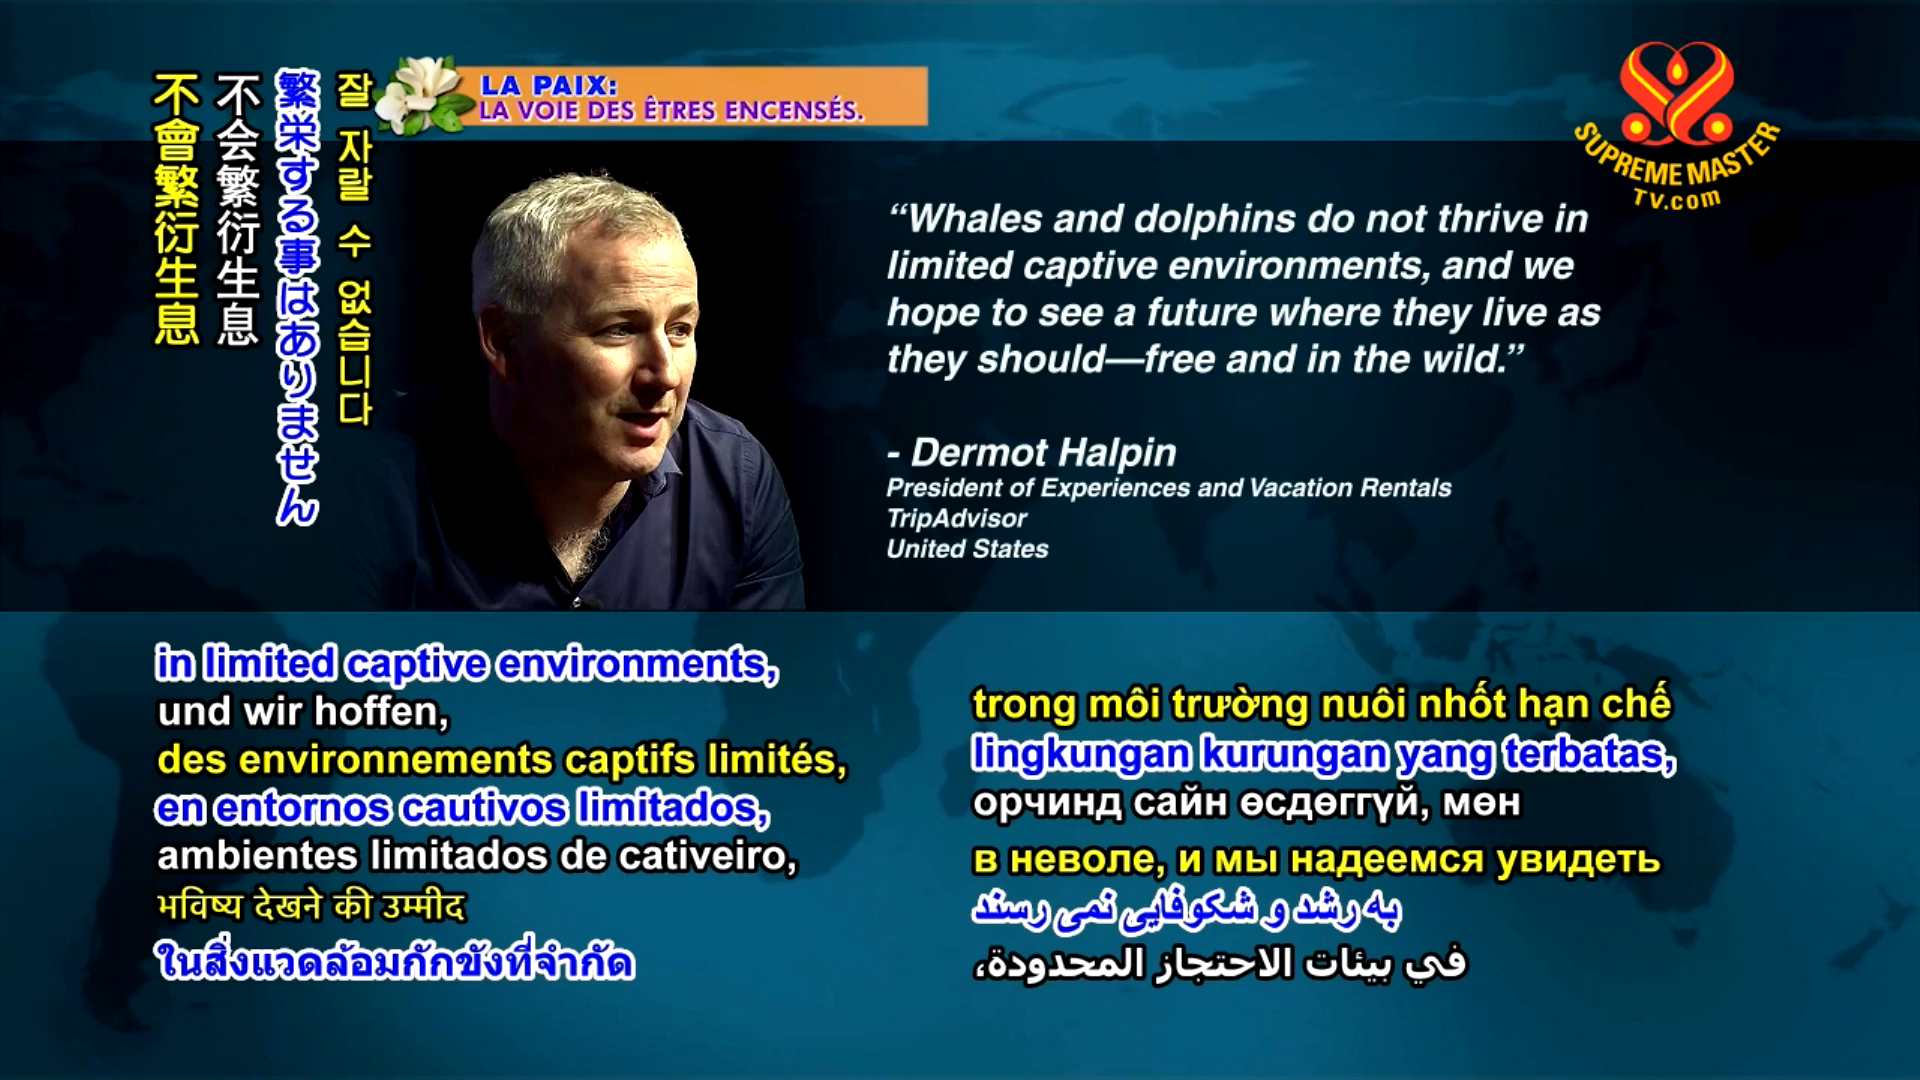 不會繁衍生息
不会繁衍生息
繁栄する事はありません
잘 자랄 수 없습니다
LA PAIX:
LA VOIE DES ÊTRES ENCENSÉS.
SUPREME MASTER
TV.com
“Whales and dolphins do not thrive in
limited captive environments, and we
hope to see a future where they live as
they should—free and in the wild.”
- Dermot Halpin
President of Experiences and Vacation Rentals
TripAdvisor
United States
in limited captive environments,
und wir hoffen,
des environnements captifs limités,
en entornos cautivos limitados,
ambientes limitados de cativeiro,
भविष्य देखने की उम्मीद
ในสิ่งแวดล้อมกักขังที่จำกัด
trong môi trường nuôi nhốt hạn chế
lingkungan kurungan yang terbatas,
орчинд сайн өсдөггүй, мөн
в неволе, и мы надеемся увидеть
به رشد و شکوفایی نمی رسند
في بيئات الاحتجاز المحدودة،